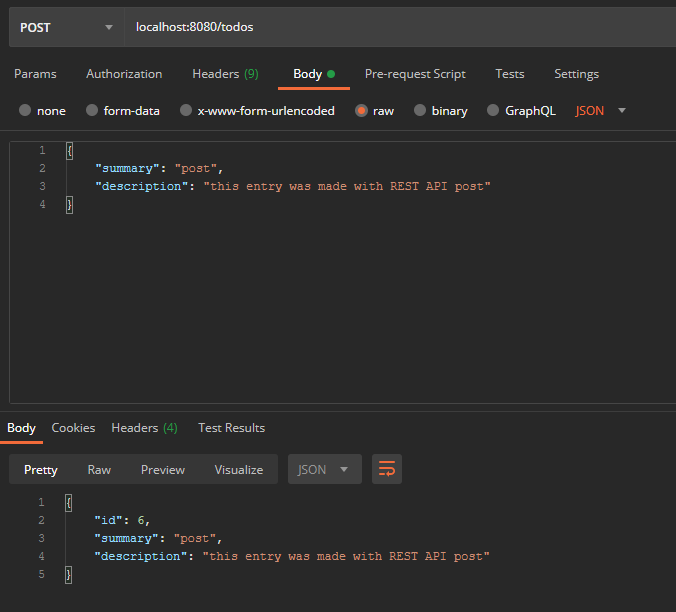 POST localhost:8080/todos
Params Authorization Headers (9) Body Pre-request Script Tests Settings
none form-data x-www-form-urlencoded raw binary GraphQL JSON
1 {
2 "summary": "post",
3 "description": "this entry was made with REST API post"
4 }
Body Cookies Headers (4) Test Results
Pretty Raw Preview Visualize JSON
1 {
2 "id": 6,
3 "summary": "post",
4 "description": "this entry was made with REST API post"
5 }